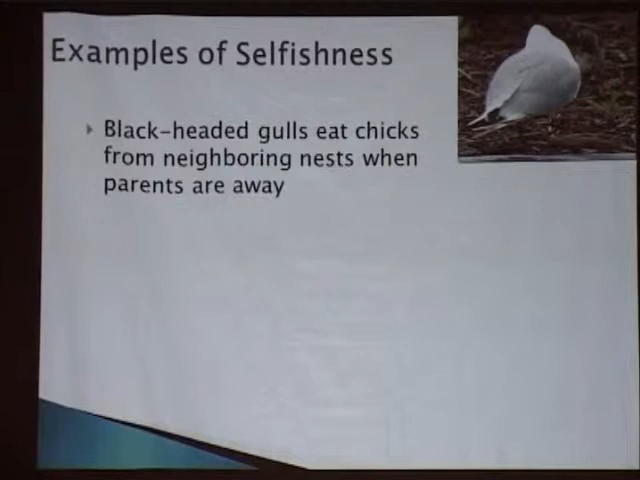 Examples of Selfishness
Black-headed gulls eat chicks
from neighboring nests when
parents are away